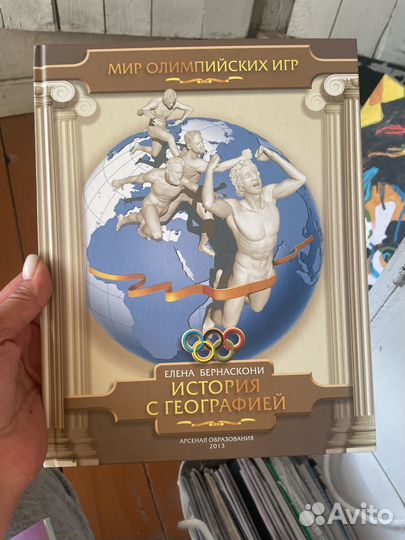 МИР ОЛИМПИЙСКИХ ИГР
ЕЛЕНА БЕРНАСКОНИ
ИСТОРИЯ
С ГЕОГРАФИЕЙ
АРСЕНАЛ ОБРАЗОВАНИЯ
2013
Avito